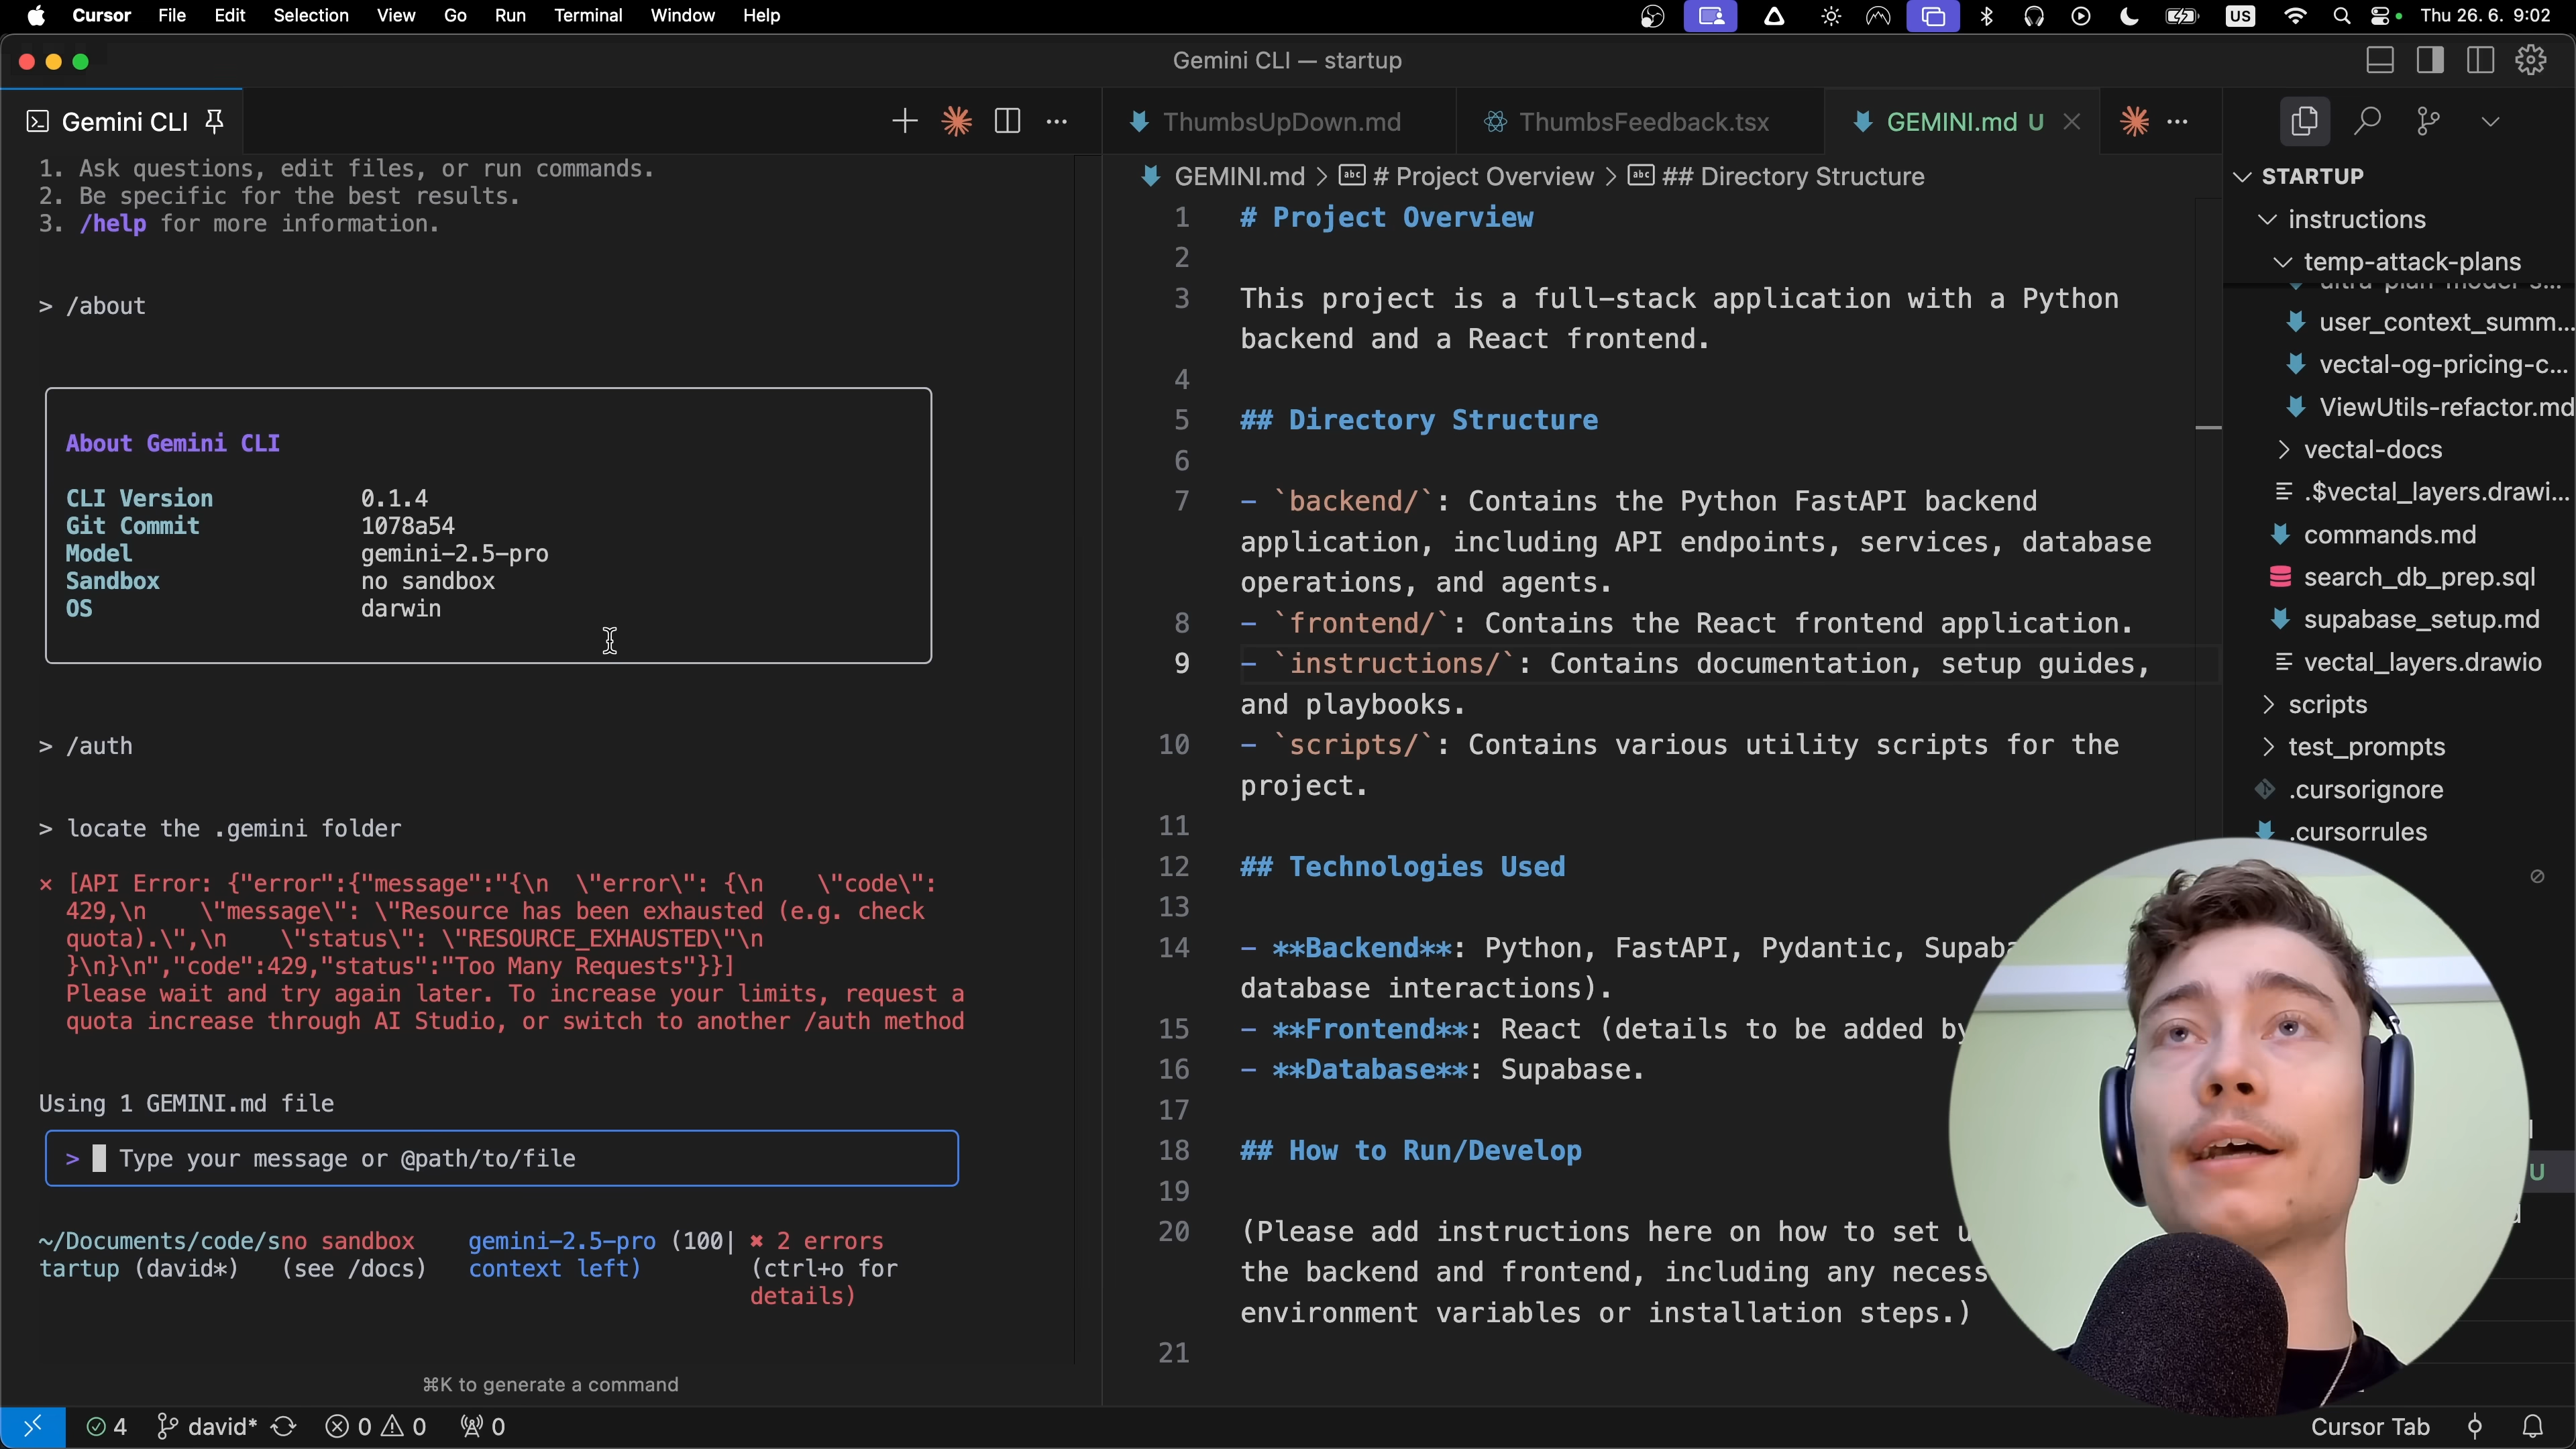 Cursor File Edit Selection View Go Run Terminal Window Help US Thu 26. 6. 9:02
Gemini CLI — startup
Gemini CLI
1. Ask questions, edit files, or run commands.
2. Be specific for the best results.
3. /help for more information.
> /about
About Gemini CLI
CLI Version 0.1.4
Git Commit 1078a54
Model gemini-2.5-pro
Sandbox no sandbox
OS darwin
> /auth
> locate the .gemini folder
× [API Error: {"error":{"message":"{\n \"error\": {\n \"code\":
429,\n \"message\": \"Resource has been exhausted (e.g. check
quota).\",\n \"status\": \"RESOURCE_EXHAUSTED\"\n
}\n}\n","code":429,"status":"Too Many Requests"}}]
Please wait and try again later. To increase your limits, request a
quota increase through AI Studio, or switch to another /auth method
Using 1 GEMINI.md file
> Type your message or @path/to/file
~/Documents/code/sno sandbox gemini-2.5-pro (100| ✖ 2 errors
tartup (david*) (see /docs) context left) (ctrl+o for
details)
⌘K to generate a command
ThumbsUpDown.md ThumbsFeedback.tsx GEMINI.md U
GEMINI.md > # Project Overview > ## Directory Structure
1 # Project Overview
2
3 This project is a full-stack application with a Python
backend and a React frontend.
4
5 ## Directory Structure
6
7 - `backend/`: Contains the Python FastAPI backend
application, including API endpoints, services, database
operations, and agents.
8 - `frontend/`: Contains the React frontend application.
9 - `instructions/`: Contains documentation, setup guides,
and playbooks.
10 - `scripts/`: Contains various utility scripts for the
project.
11
12 ## Technologies Used
13
14 - **Backend**: Python, FastAPI, Pydantic,
database interactions).
15 - **Frontend**: React (details to be added
16 - **Database**: Supabase.
17
18 ## How to Run/Develop
19
20 (Please add instructions here on how to set
the backend and frontend, including any
environment variables or installation steps.)
21
STARTUP
instructions
temp-attack-plans
user_context_summ...
vectal-og-pricing-c...
ViewUtils-refactor.md
vectal-docs
.$vectal_layers.drawi...
commands.md
search_db_prep.sql
supabase_setup.md
vectal_layers.drawio
scripts
test_prompts
.cursorignore
.cursorrules
U
4 david* 0 0 0 Cursor Tab